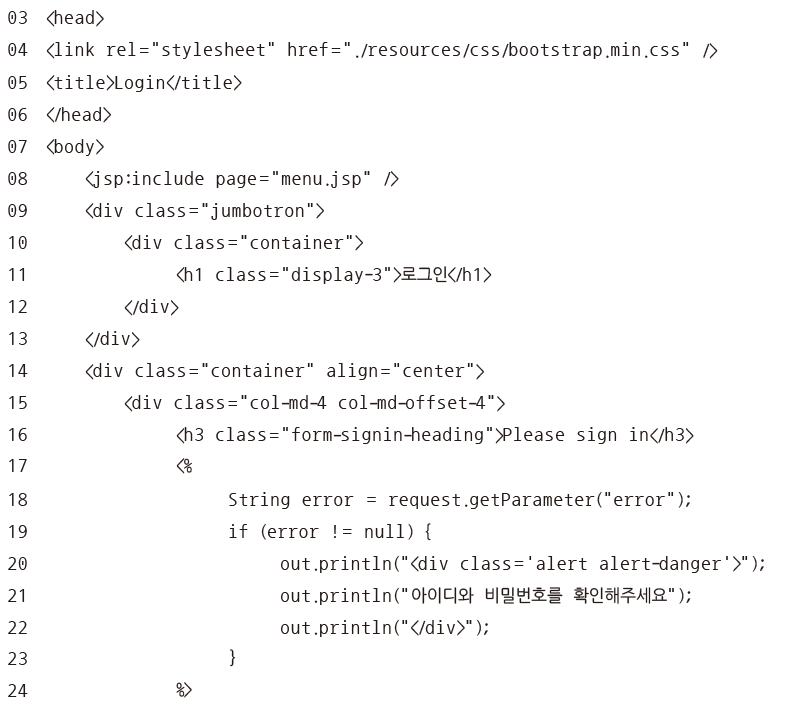 03 <head>
04 <link rel="stylesheet" href="./resources/css/bootstrap.min.css" />
05 <title>Login</title>
06 </head>
07 <body>
08 <jsp:include page="menu.jsp" />
09 <div class="jumbotron">
10 <div class="container">
11 <h1 class="display-3">로그인</h1>
12 </div>
13 </div>
14 <div class="container" align="center">
15 <div class="col-md-4 col-md-offset-4">
16 <h3 class="form-signin-heading">Please sign in</h3>
17 <%
18 String error = request.getParameter("error");
19 if (error != null) {
20 out.println("<div class='alert alert-danger'>");
21 out.println("아이디와 비밀번호를 확인해주세요");
22 out.println("</div>");
23 }
24 %>